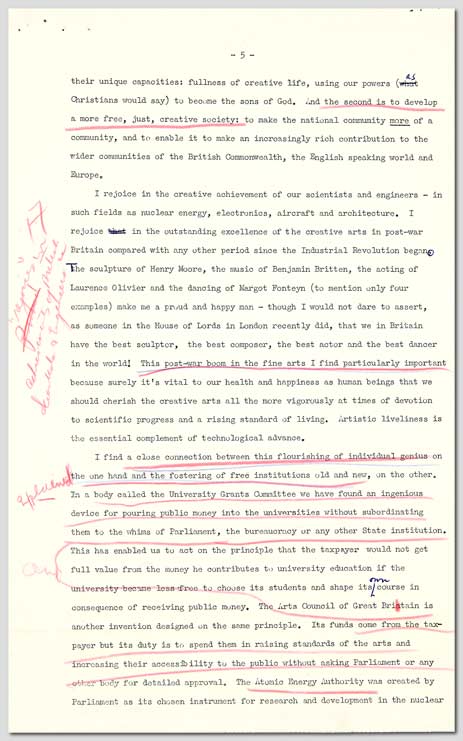 - 5 -
as
their unique capacities: fullness of creative life, using our powers (what
Christians would say) to become the sons of God. And the second is to develop
a more free, just, creative society: to make the national community more of a
community, and to enable it to make an increasingly rich contribution to the
wider communities of the British Commonwealth, the English speaking world and
Europe.
I rejoice in the creative achievement of our scientists and engineers - in
such fields as nuclear energy, electronics, aircraft and architecture. I
rejoice that in the outstanding excellence of the creative arts in post-war
Britain compared with any other period since the Industrial Revolution began.
The sculpture of Henry Moore, the music of Benjamin Britten, the acting of
Laurence Olivier and the dancing of Margot Fonteyn (to mention only four
examples) make me a proud and happy man - though I would not dare to assert,
as someone in the House of Lords in London recently did, that we in Britain
have the best sculptor, the best composer, the best actor and the best dancer
in the world! This post-war boom in the fine arts I find particularly important
because surely it's vital to our health and happiness as human beings that we
should cherish the creative arts all the more vigorously at times of devotion
to scientific progress and a rising standard of living. Artistic liveliness is
the essential complement of technological advance.
I find a close connection between this flourishing of individual genius on
the one hand and the fostering of free institutions old and new, on the other.
In a body called the University Grants Committee we have found an ingenious
device for pouring public money into the universities without subordinating
them to the whims of Parliament, the bureaucracy or any other State institution.
This has enabled us to act on the principle that the taxpayer would not get
full value from the money he contributes to university education if the
own
university became less free to choose its students and shape its course in
consequence of receiving public money. The Arts Council of Great Britain is
another invention designed on the same principle. Its funds come from the tax-
payer but its duty is to spend them in raising standards of the arts and
increasing their accessibility to the public without asking Parliament or any
other body for detailed approval. The Atomic Energy Authority was created by
Parliament as its chosen instrument for research and development in the nuclear